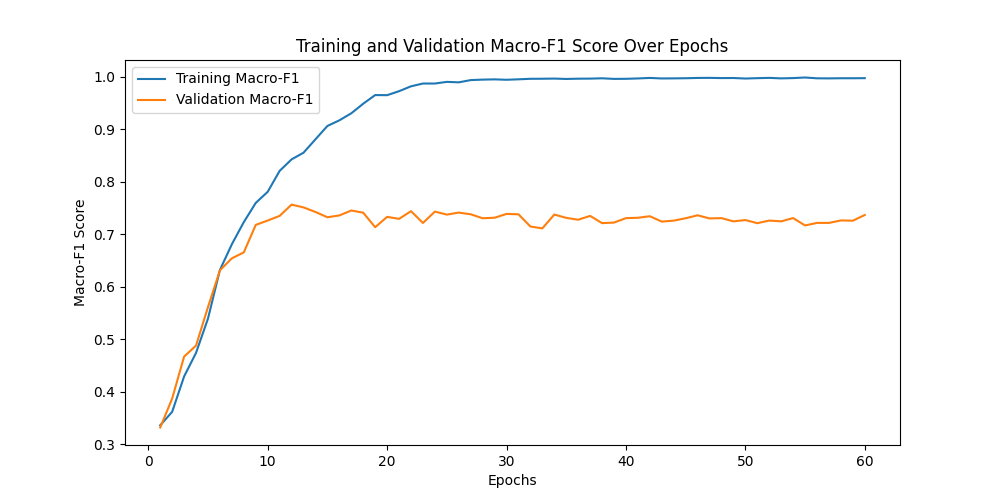 Training and Validation Macro-F1 Score Over Epochs
Training Macro-F1
Validation Macro-F1
Macro-F1 Score
1.0
0.9
0.8
0.7
0.6
0.5
0.4
0.3
0 10 20 30 40 50 60
Epochs